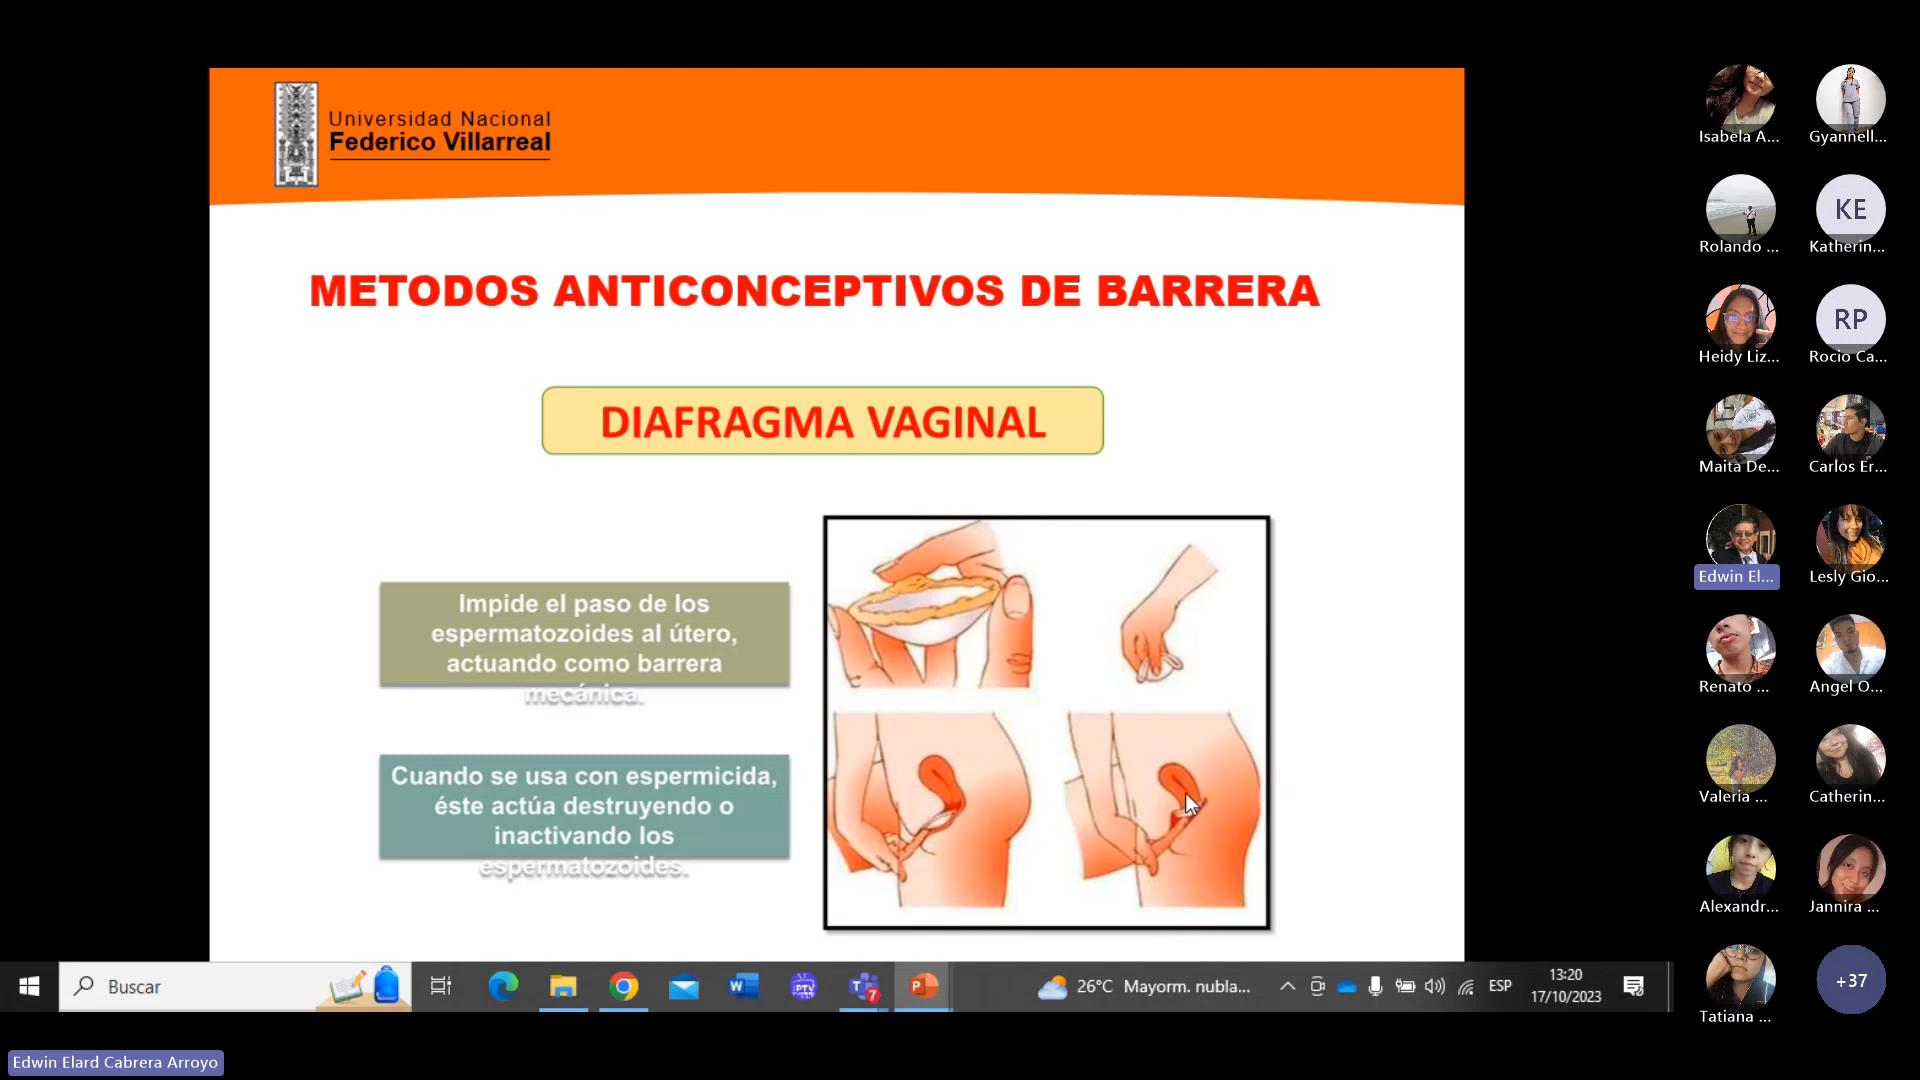 Universidad Nacional
Federico Villarreal
METODOS ANTICONCEPTIVOS DE BARRERA
DIAFRAGMA VAGINAL
Impide el paso de los
espermatozoides al útero,
actuando como barrera
mecánica.
Cuando se usa con espermicida,
éste actúa destruyendo o
inactivando los
espermatozoides.
Isabela A...
Gyannell...
Rolando ...
KE
Katherin...
Heidy Liz...
RP
Rocio Ca...
Maita De...
Carlos Er...
Edwin El...
Lesly Gio...
Renato ...
Angel O...
Valeria ...
Catherin...
Alexandr...
Jannira ...
Tatiana ...
+37
Buscar
W
PTV
T
7
P
26°C Mayorm. nubla...
ESP
13:20
17/10/2023
Edwin Elard Cabrera Arroyo